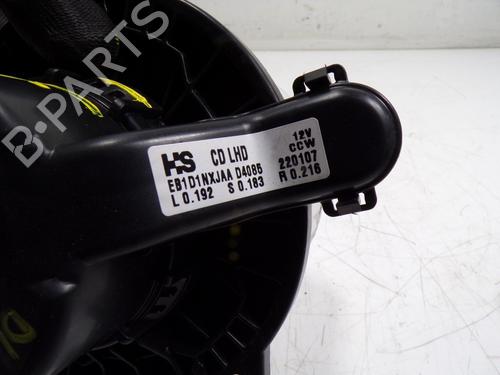 B-PARTS
HS CD LHD 12V
CCW
EB1D1NXJAA D4085 220107
L 0.192 S 0.183 R 0.216